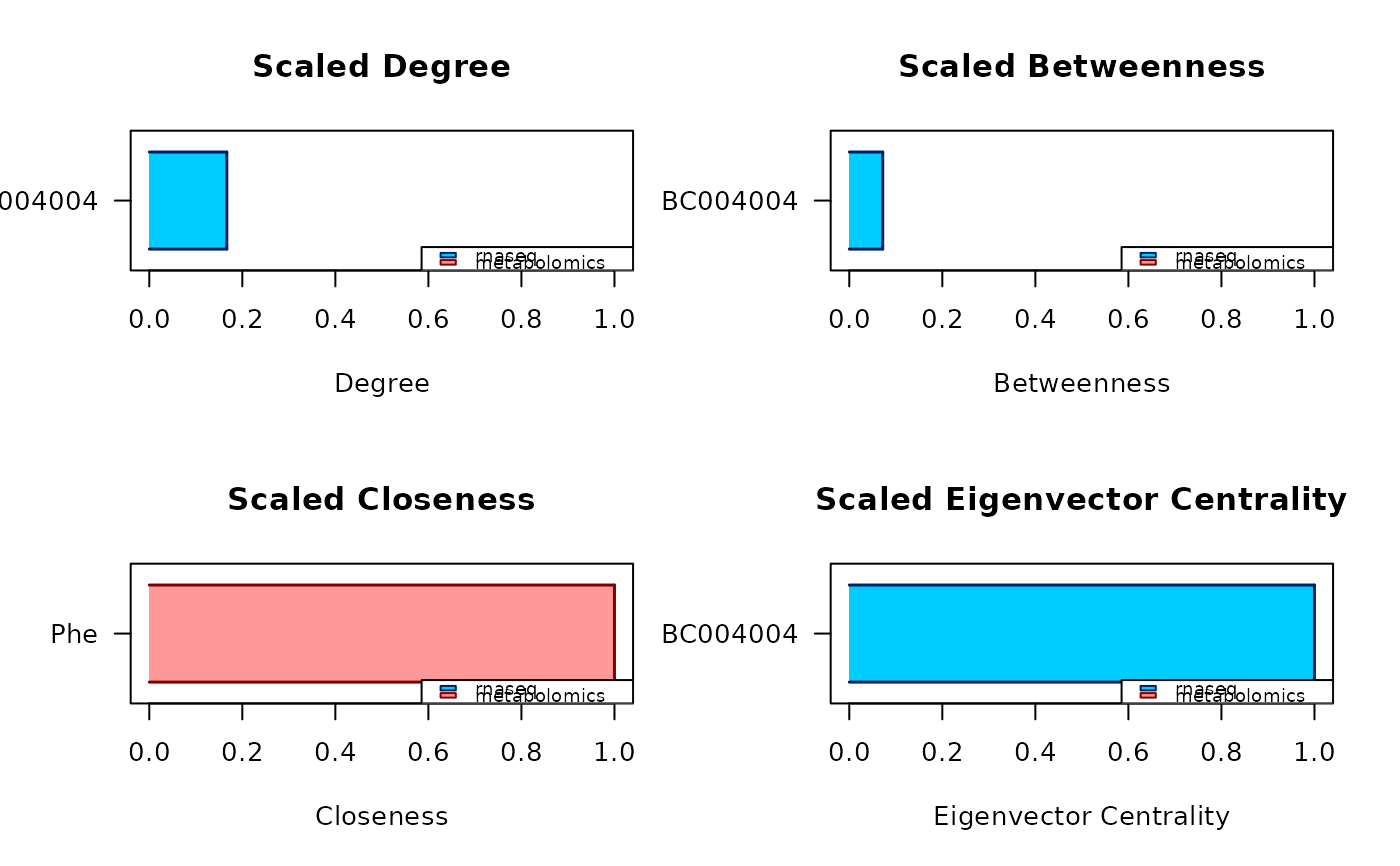 Scaled Degree
004004
rnaseq
metabolomics
0.0 0.2 0.4 0.6 0.8 1.0
Degree
Scaled Betweenness
BC004004
rnaseq
metabolomics
0.0 0.2 0.4 0.6 0.8 1.0
Betweenness
Scaled Closeness
Phe
rnaseq
metabolomics
0.0 0.2 0.4 0.6 0.8 1.0
Closeness
Scaled Eigenvector Centrality
BC004004
rnaseq
metabolomics
0.0 0.2 0.4 0.6 0.8 1.0
Eigenvector Centrality